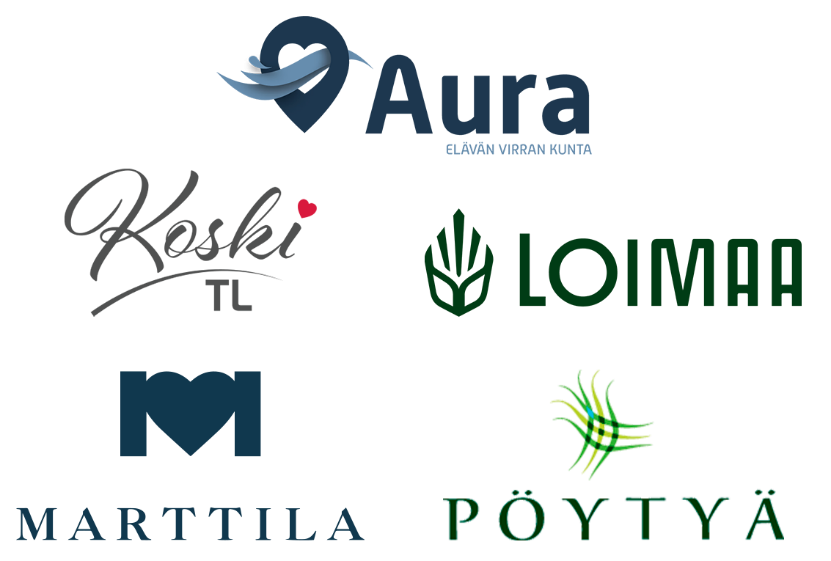 Aura
ELÄVÄN VIRRAN KUNTA
Koski
TL
LOIMAA
MARTTILA
PÖYTYÄ